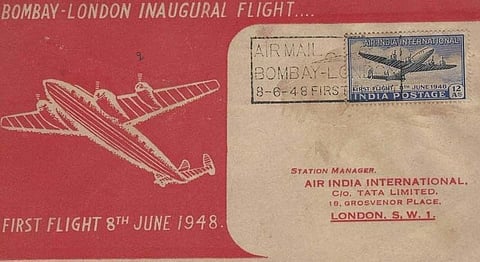 BOMBAY-LONDON INAUGURAL FLIGHT....
AIR MAIL
BOMBAY-LON
8-6-48 FIRST
AIR INDIA INTERNATIONAL
FIRST FLIGHT, 8TH JUNE 1948
INDIA POSTAGE 12 AS
STATION MANAGER,
AIR INDIA INTERNATIONAL,
C/O. TATA LIMITED,
18, GROSVENOR PLACE,
LONDON, S. W. 1.
FIRST FLIGHT 8TH JUNE 1948.